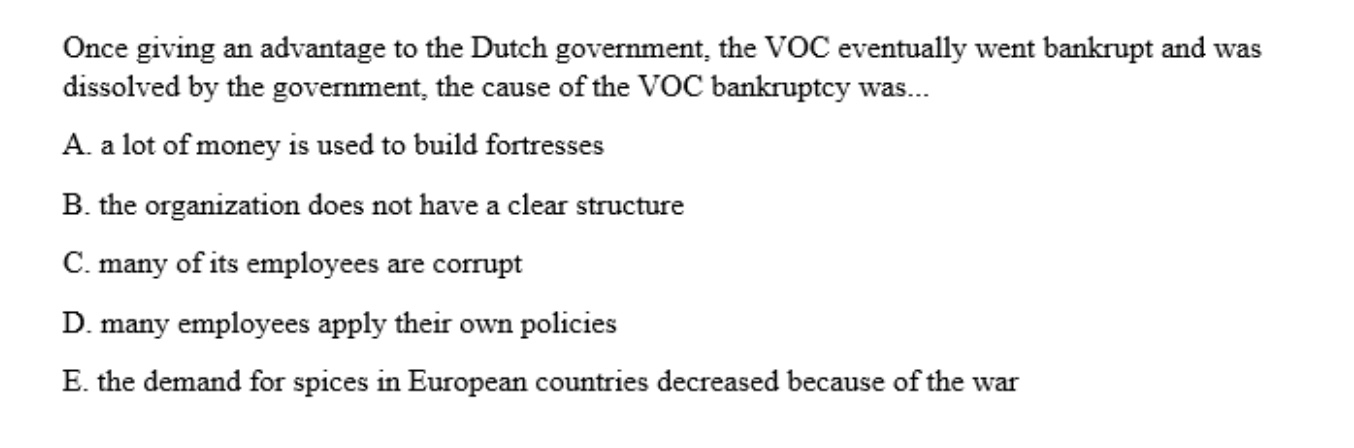 Once giving an advantage to the Dutch government, the VOC eventually went bankrupt and was
dissolved by the government, the cause of the VOC bankruptcy was...
A. a lot of money is used to build fortresses
B. the organization does not have a clear structure
C. many of its employees are corrupt
D. many employees apply their own policies
E. the demand for spices in European countries decreased because of the war